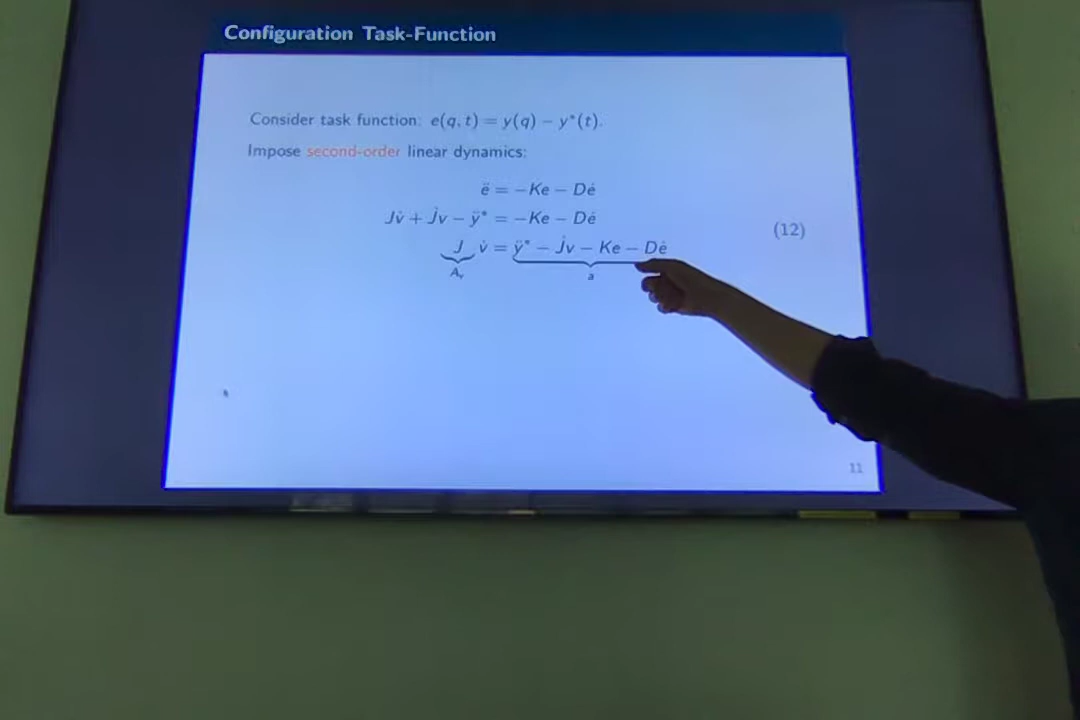 Configuration Task-Function
Consider task function: e(q, t) = y(q) − y*(t).
Impose second-order linear dynamics:
ë = −Ke − Dė
Jv̇ + J̇v − ÿ* = −Ke − Dė
J v̇ = ÿ* − J̇v − Ke − Dė
A_v a
(12)
11